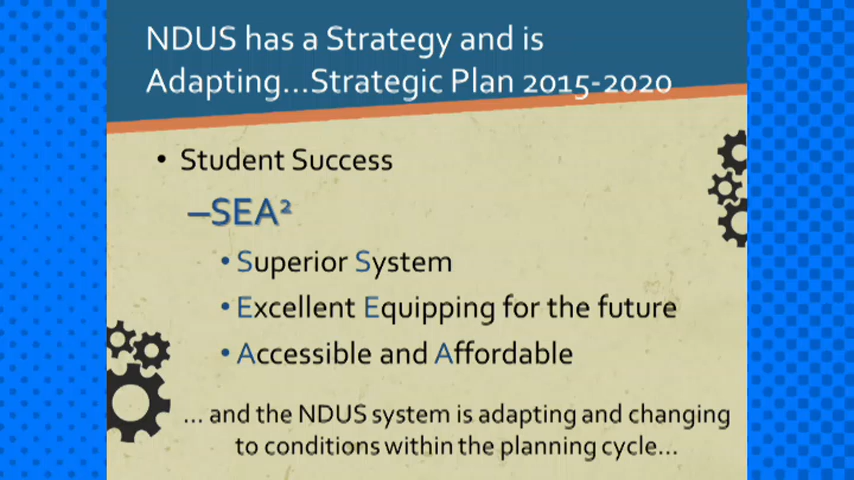 NDUS has a Strategy and is
Adapting...Strategic Plan 2015-2020
• Student Success
–SEA²
• Superior System
• Excellent Equipping for the future
• Accessible and Affordable
... and the NDUS system is adapting and changing
to conditions within the planning cycle...